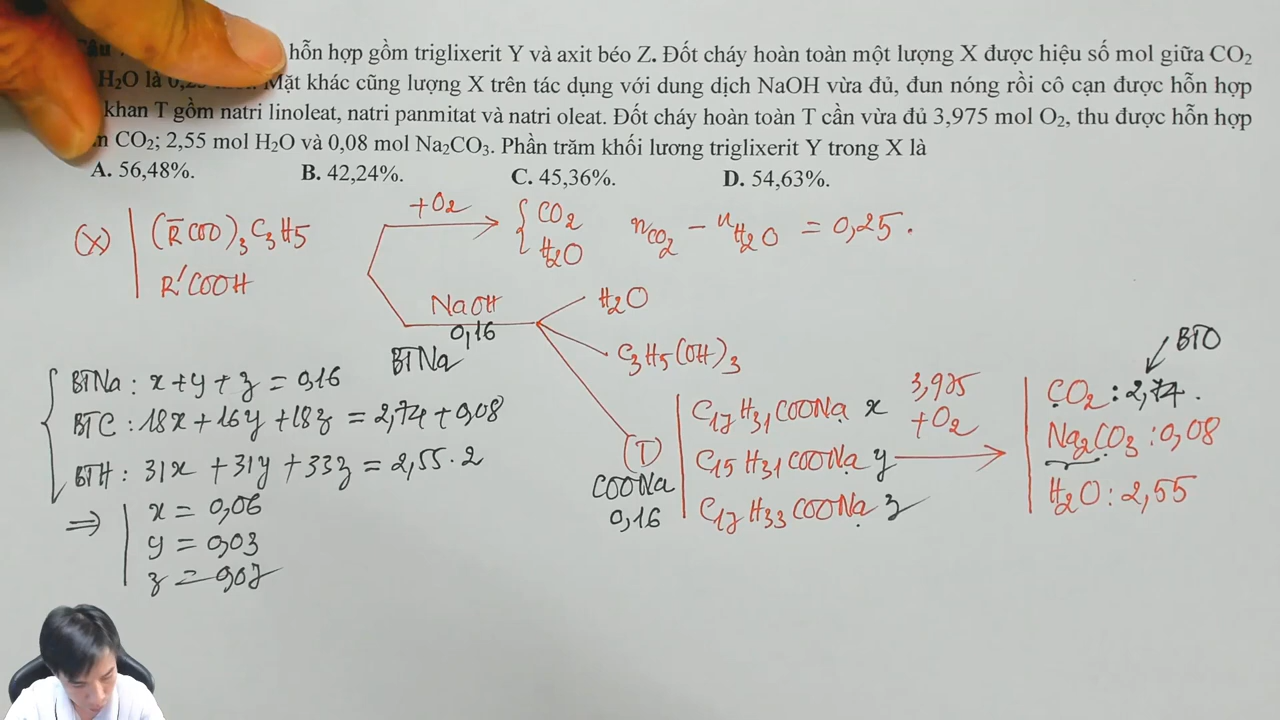 hỗn hợp gồm triglixerit Y và axit béo Z. Đốt cháy hoàn toàn một lượng X được hiệu số mol giữa CO2
H2O là Mặt khác cũng lượng X trên tác dụng với dung dịch NaOH vừa đủ, đun nóng rồi cô cạn được hỗn hợp
khan T gồm natri linoleat, natri panmitat và natri oleat. Đốt cháy hoàn toàn T cần vừa đủ 3,975 mol O2, thu được hỗn hợp
CO2; 2,55 mol H2O và 0,08 mol Na2CO3. Phần trăm khối lương triglixerit Y trong X là
A. 56,48%. B. 42,24%. C. 45,36%. D. 54,63%.
(X) (R̄COO)3C3H5
R'COOH
+O2
CO2
H2O
nCO2 − nH2O = 0,25.
NaOH
0,16
BTNa
H2O
C3H5(OH)3
(T)
COONa
0,16
C17H31COONa x
C15H31COONa y
C17H33COONa z
3,975
+O2
BTO
CO2 : 2,74.
Na2CO3 : 0,08
H2O : 2,55
BTNa : x + y + z = 0,16
BTC : 18x + 16y + 18z = 2,74 + 0,08
BTH : 31x + 31y + 33z = 2,55.2
⇒ x = 0,06
y = 0,03
z = 0,07